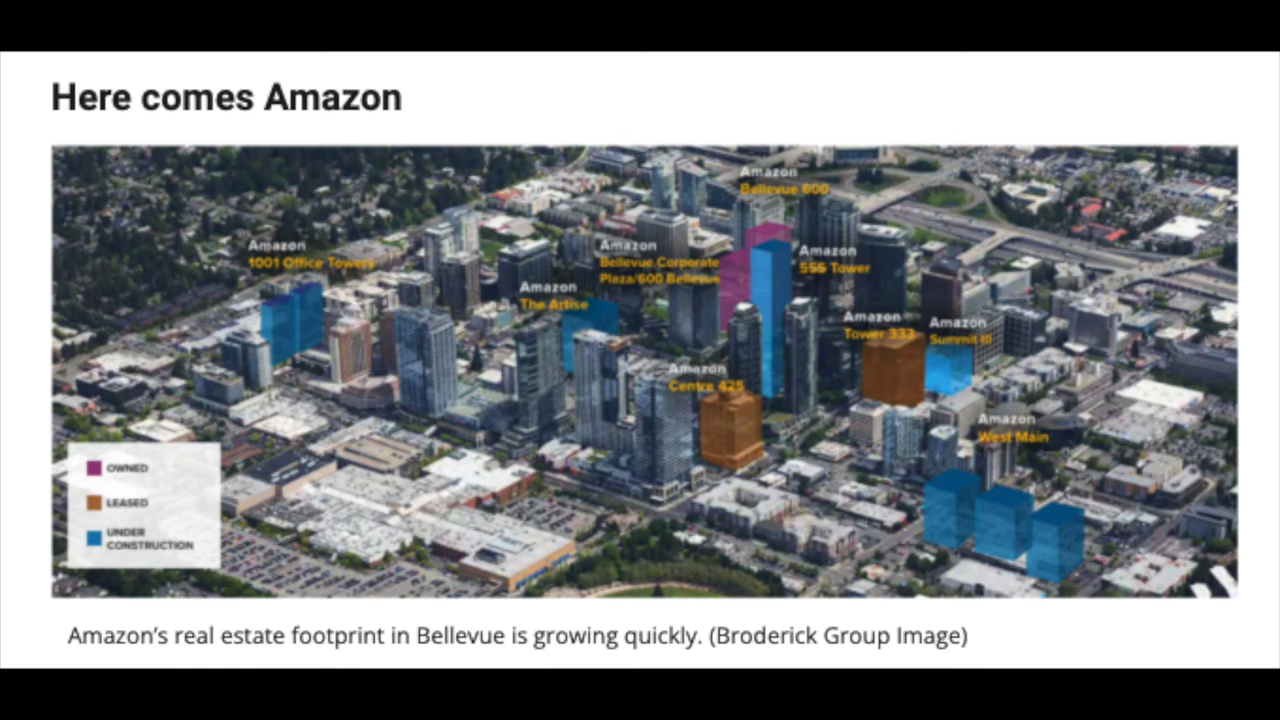 Here comes Amazon
Amazon
Bellevue 600
Amazon
1001 Office Towers
Amazon
Bellevue Corporate
Plaza/600 Bellevue
Amazon
555 Tower
Amazon
The Artise
Amazon
Tower 333
Amazon
Summit III
Amazon
Centre 425
Amazon
West Main
OWNED
LEASED
UNDER
CONSTRUCTION
Amazon’s real estate footprint in Bellevue is growing quickly. (Broderick Group Image)